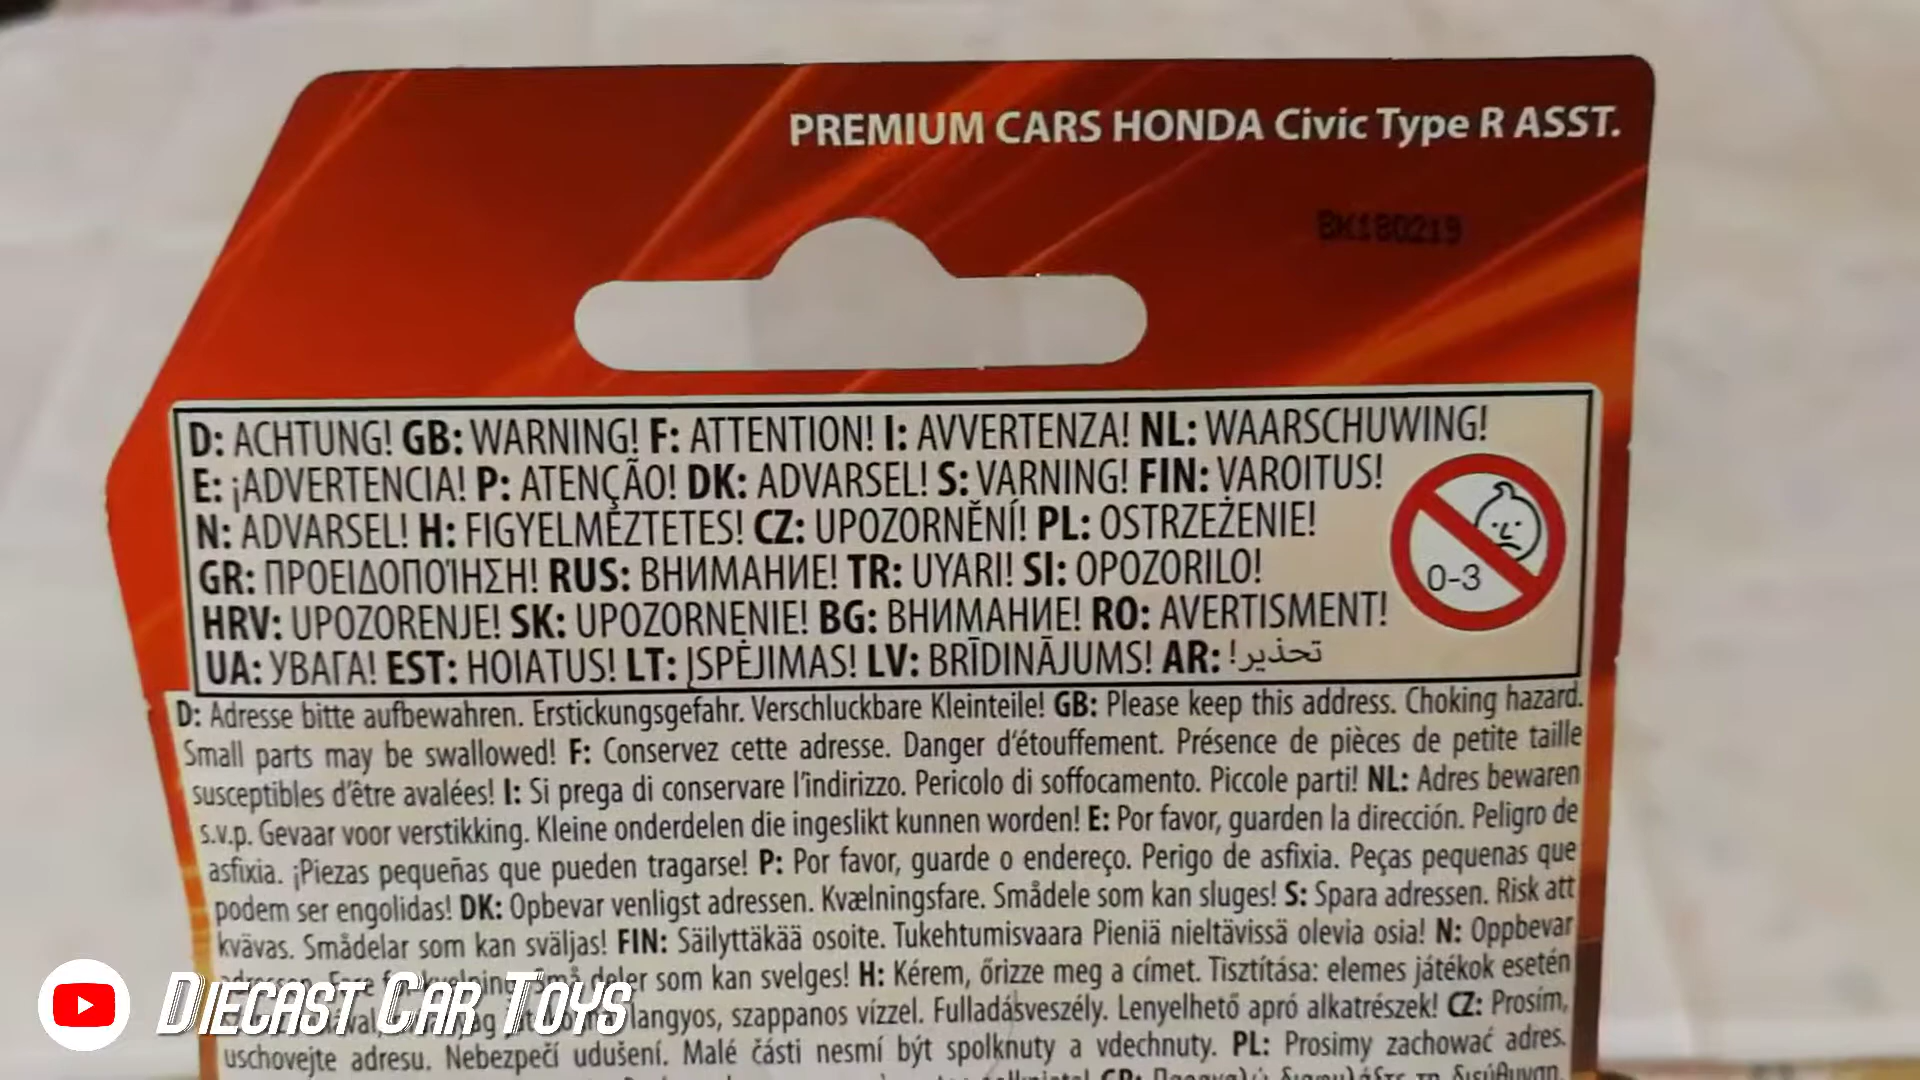 PREMIUM CARS HONDA Civic Type R ASST.
BK180219
D: ACHTUNG! GB: WARNING! F: ATTENTION! I: AVVERTENZA! NL: WAARSCHUWING!
E: ¡ADVERTENCIA! P: ATENÇÃO! DK: ADVARSEL! S: VARNING! FIN: VAROITUS!
N: ADVARSEL! H: FIGYELMEZTETES! CZ: UPOZORNĚNÍ! PL: OSTRZEŻENIE!
GR: ΠΡΟΕΙΔΟΠΟΊΗΣΗ! RUS: ВНИМАНИЕ! TR: UYARI! SI: OPOZORILO!
HRV: UPOZORENJE! SK: UPOZORNENIE! BG: ВНИМАНИЕ! RO: AVERTISMENT!
UA: УВАГА! EST: HOIATUS! LT: ĮSPĖJIMAS! LV: BRĪDINĀJUMS! AR: تحذير!
0-3
D: Adresse bitte aufbewahren. Erstickungsgefahr. Verschluckbare Kleinteile! GB: Please keep this address. Choking hazard.
Small parts may be swallowed! F: Conservez cette adresse. Danger d'étouffement. Présence de pièces de petite taille
susceptibles d'être avalées! I: Si prega di conservare l'indirizzo. Pericolo di soffocamento. Piccole parti! NL: Adres bewaren
s.v.p. Gevaar voor verstikking. Kleine onderdelen die ingeslikt kunnen worden! E: Por favor, guarden la dirección. Peligro de
asfixia. ¡Piezas pequeñas que pueden tragarse! P: Por favor, guarde o endereço. Perigo de asfixia. Peças pequenas que
podem ser engolidas! DK: Opbevar venligst adressen. Kvælningsfare. Smådele som kan sluges! S: Spara adressen. Risk att
kvävas. Smådelar som kan sväljas! FIN: Säilyttäkää osoite. Tukehtumisvaara Pieniä nieltävissä olevia osia! N: Oppbevar
deler som kan svelges! H: Kérem, őrizze meg a címet. Tisztítása: elemes játékok esetén
langyos, szappanos vízzel. Fulladásveszély. Lenyelhető apró alkatrészek! CZ: Prosím,
uschovejte adresu. Nebezpečí udušení. Malé části nesmí být spolknuty a vdechnuty. PL: Prosimy zachować adres.
DIECAST CAR TOYS